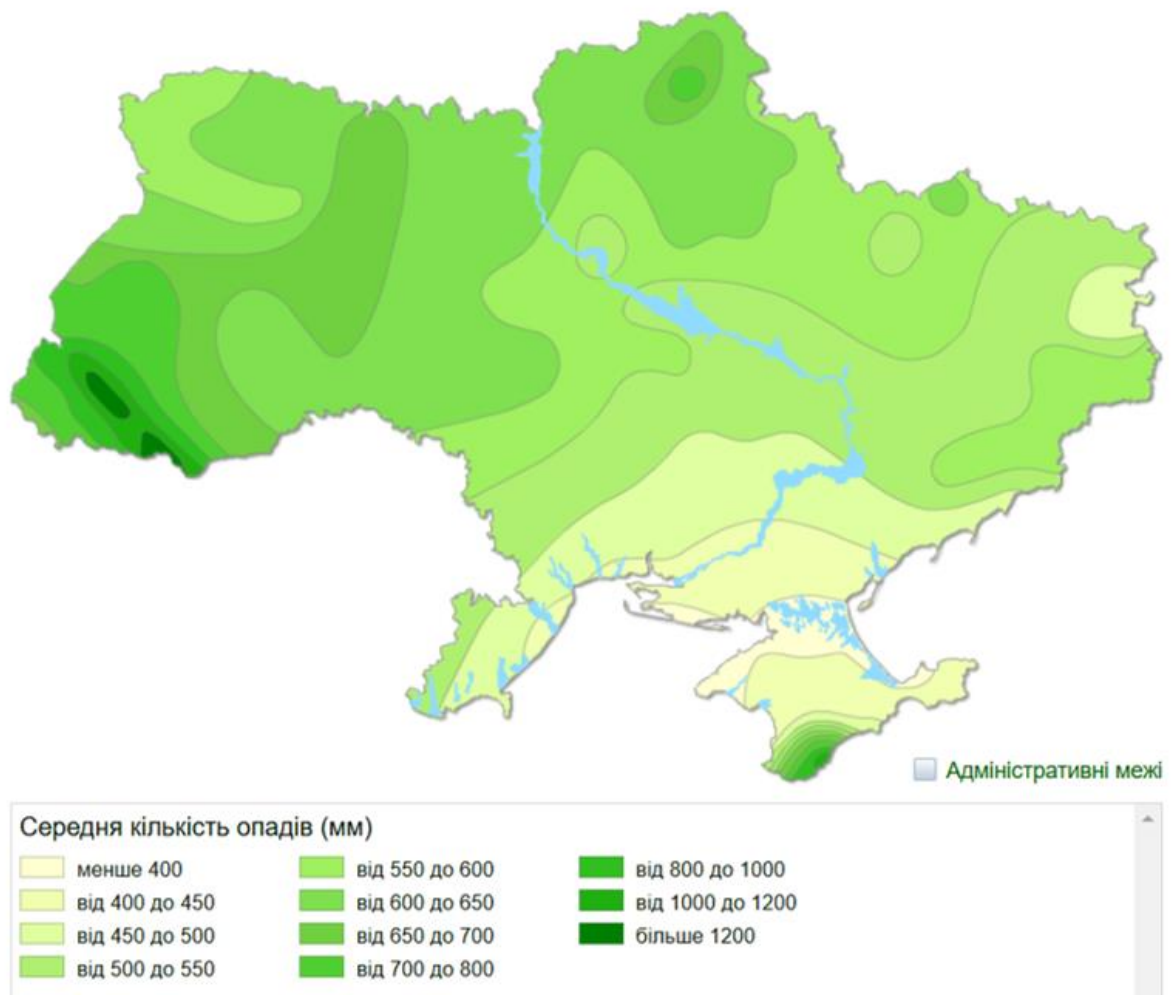 Адміністративні межі
Середня кількість опадів (мм)
менше 400
від 400 до 450
від 450 до 500
від 500 до 550
від 550 до 600
від 600 до 650
від 650 до 700
від 700 до 800
від 800 до 1000
від 1000 до 1200
більше 1200